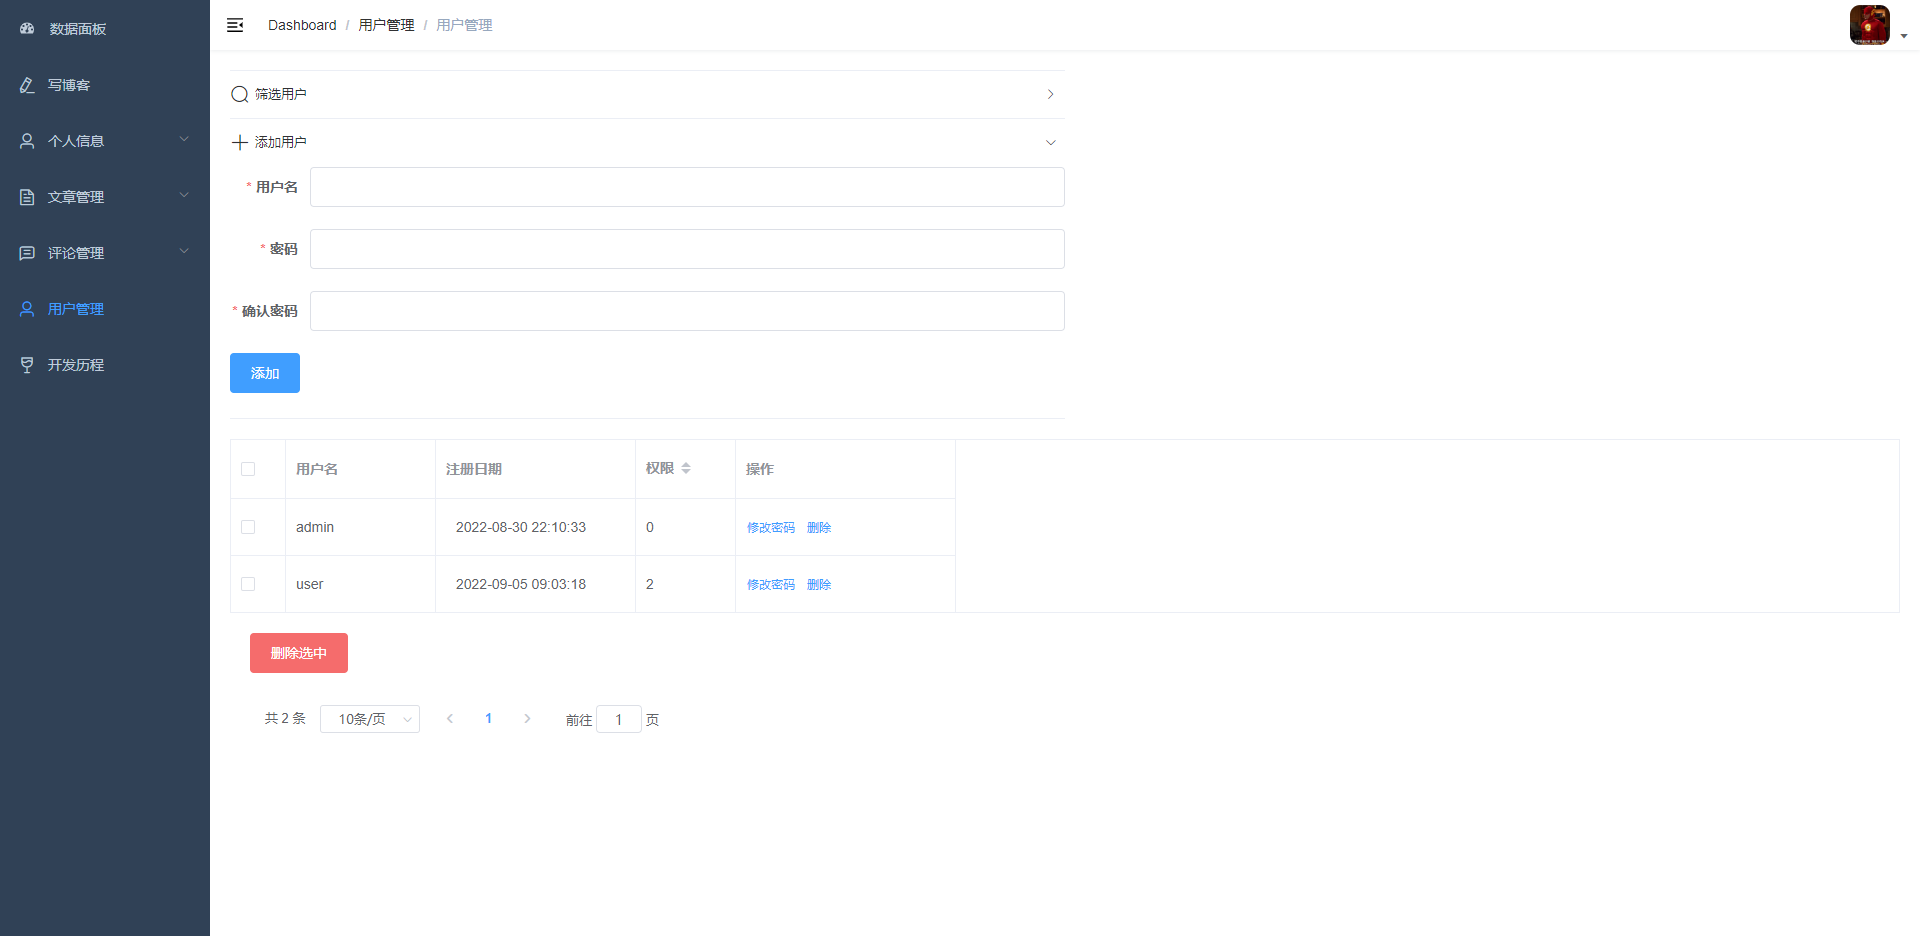 数据面板
写博客
个人信息
文章管理
评论管理
用户管理
开发历程
Dashboard / 用户管理 / 用户管理
筛选用户
添加用户
* 用户名
* 密码
* 确认密码
添加
用户名 注册日期 权限 操作
admin 2022-08-30 22:10:33 0 修改密码 删除
user 2022-09-05 09:03:18 2 修改密码 删除
删除选中
共 2 条 10条/页 1 前往 1 页